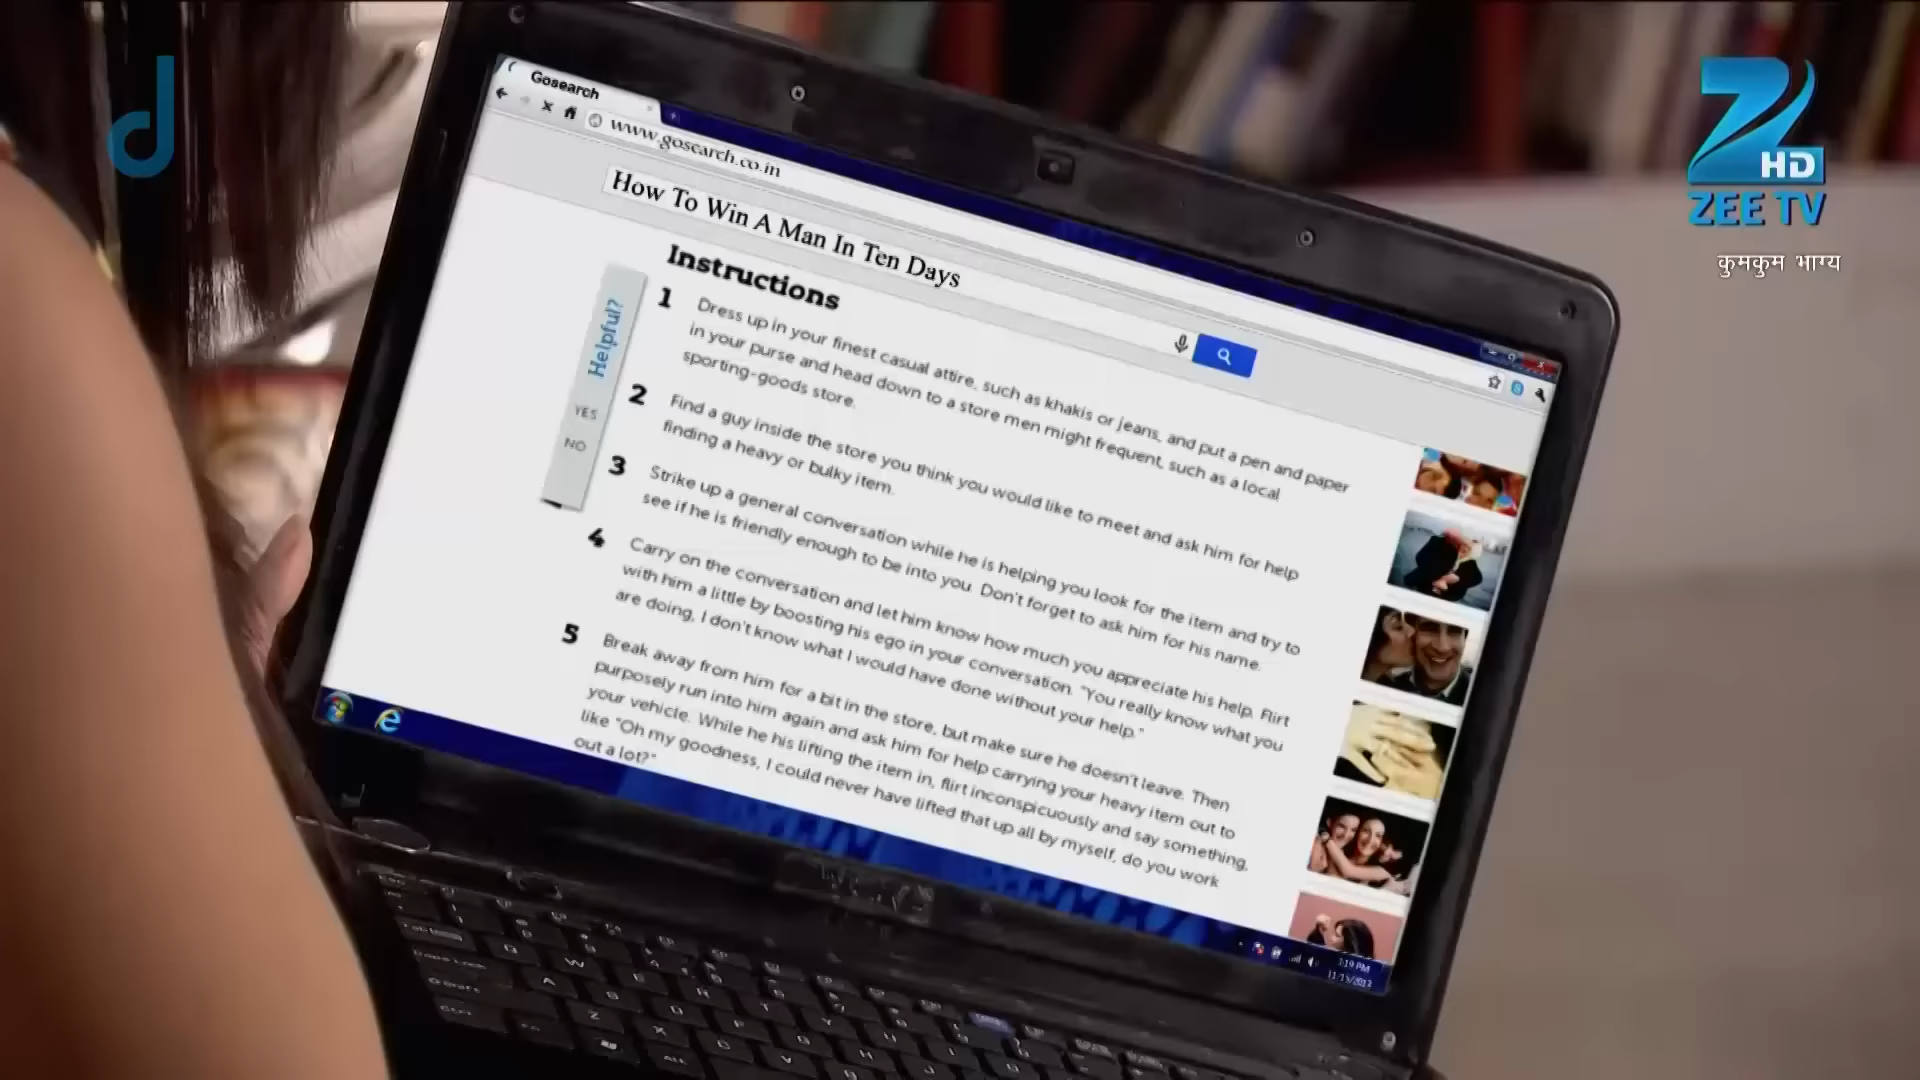 Gosearch
www.gosearch.co.in
How To Win A Man In Ten Days
Instructions
1 Dress up in your finest casual attire, such as khakis or jeans, and put a pen and paper
in your purse and head down to a store men might frequent, such as a local
sporting-goods store.
2 Find a guy inside the store you think you would like to meet and ask him for help
finding a heavy or bulky item.
3 Strike up a general conversation while he is helping you look for the item and try to
see if he is friendly enough to be into you. Don't forget to ask him for his name.
4 Carry on the conversation and let him know how much you appreciate his help. Flirt
with him a little by boosting his ego in your conversation. "You really know what you
are doing, I don't know what I would have done without your help."
5 Break away from him for a bit in the store, but make sure he doesn't leave. Then
purposely run into him again and ask him for help carrying your heavy item out to
your vehicle. While he his lifting the item in, flirt inconspicuously and say something,
like "Oh my goodness, I could never have lifted that up all by myself, do you work
out a lot?"
Helpful?
YES
NO
1:19 PM
d
Z HD
ZEE TV
कुमकुम भाग्य